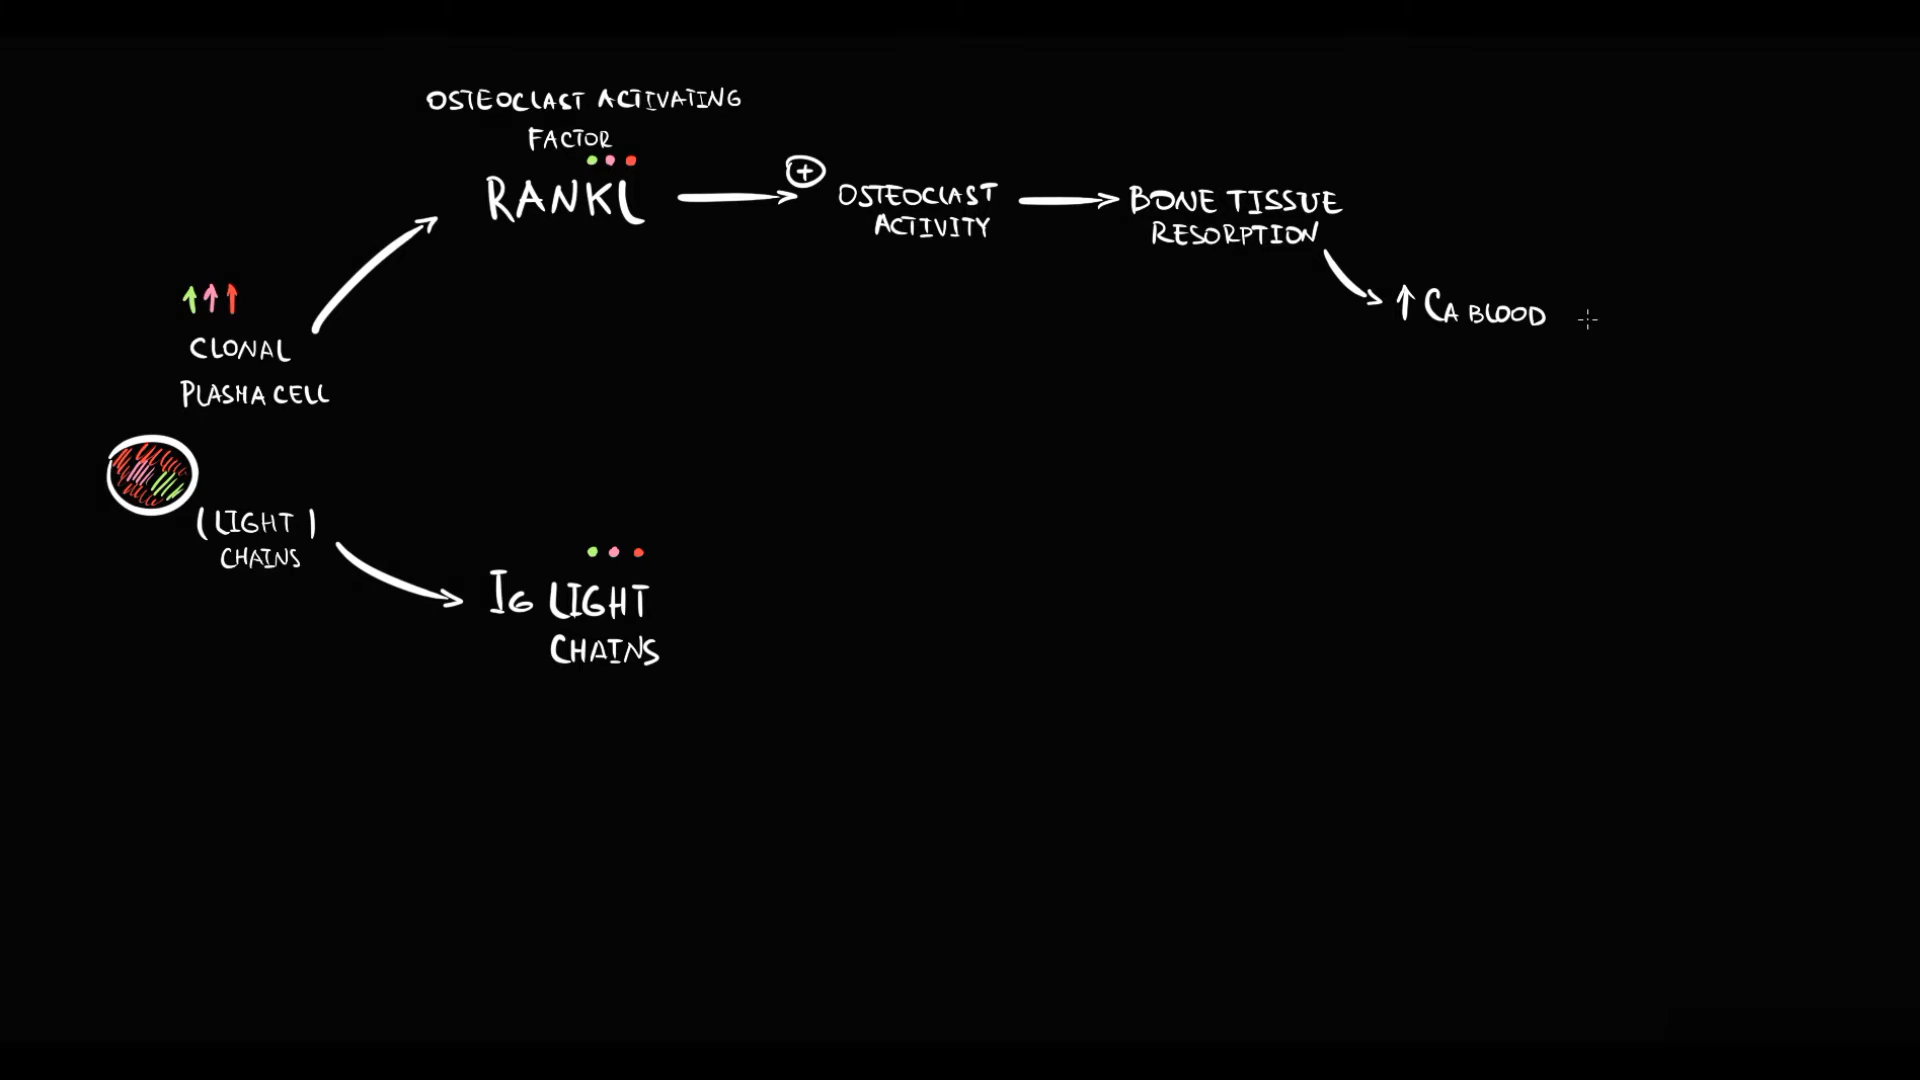 OSTEOCLAST ACTIVATING
FACTOR
RANKL
+
OSTEOCLAST
ACTIVITY
BONE TISSUE
RESORPTION
↑ CA BLOOD
↑↑↑
CLONAL
PLASMA CELL
(LIGHT)
CHAINS
IG LIGHT
CHAINS